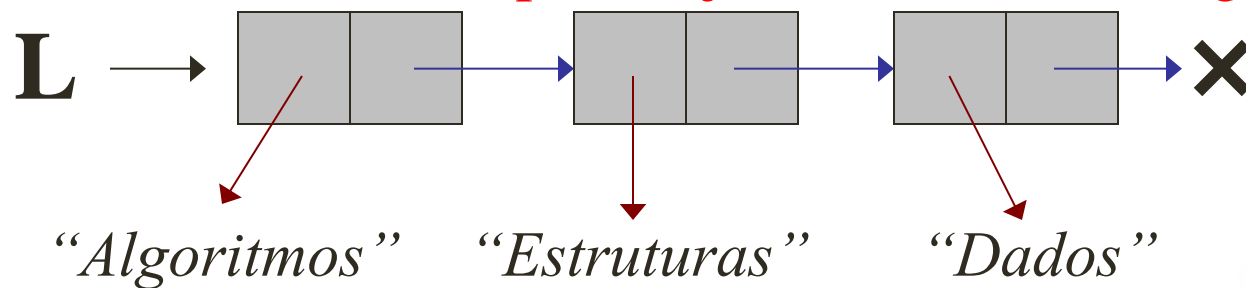 L ×
“Algoritmos” “Estruturas” “Dados”